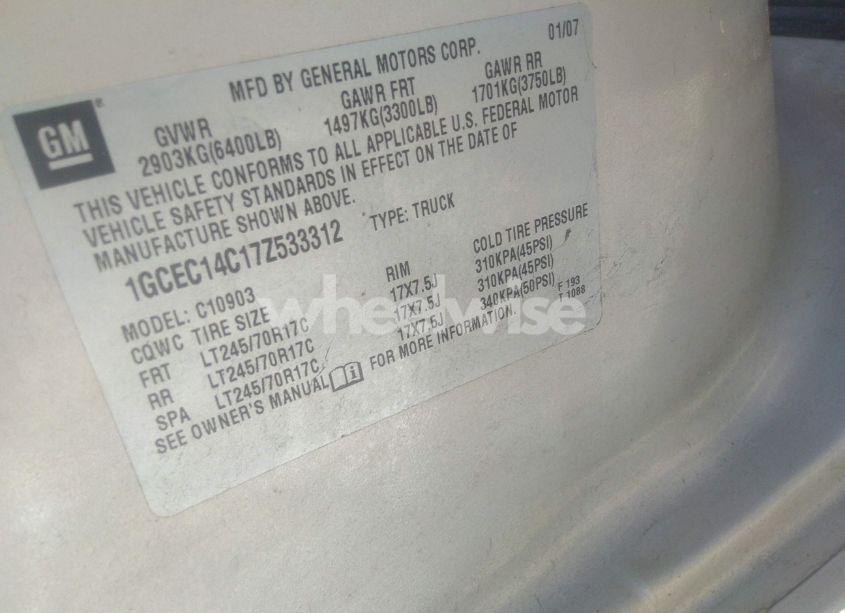 MFD BY GENERAL MOTORS CORP. 01/07
GM®
GVWR GAWR FRT GAWR RR
2903KG(6400LB) 1497KG(3300LB) 1701KG(3750LB)
THIS VEHICLE CONFORMS TO ALL APPLICABLE U.S. FEDERAL MOTOR
VEHICLE SAFETY STANDARDS IN EFFECT ON THE DATE OF
MANUFACTURE SHOWN ABOVE.
1GCEC14C17Z533312 TYPE: TRUCK
MODEL: C10903
CQWC TIRE SIZE RIM COLD TIRE PRESSURE
FRT LT245/70R17C 17X7.5J 310KPA(45PSI)
RR LT245/70R17C 17X7.5J 310KPA(45PSI)
SPA LT245/70R17C 17X7.5J 340KPA(50PSI)
SEE OWNER'S MANUAL FOR MORE INFORMATION.
F 193
T 1088
wheelwise